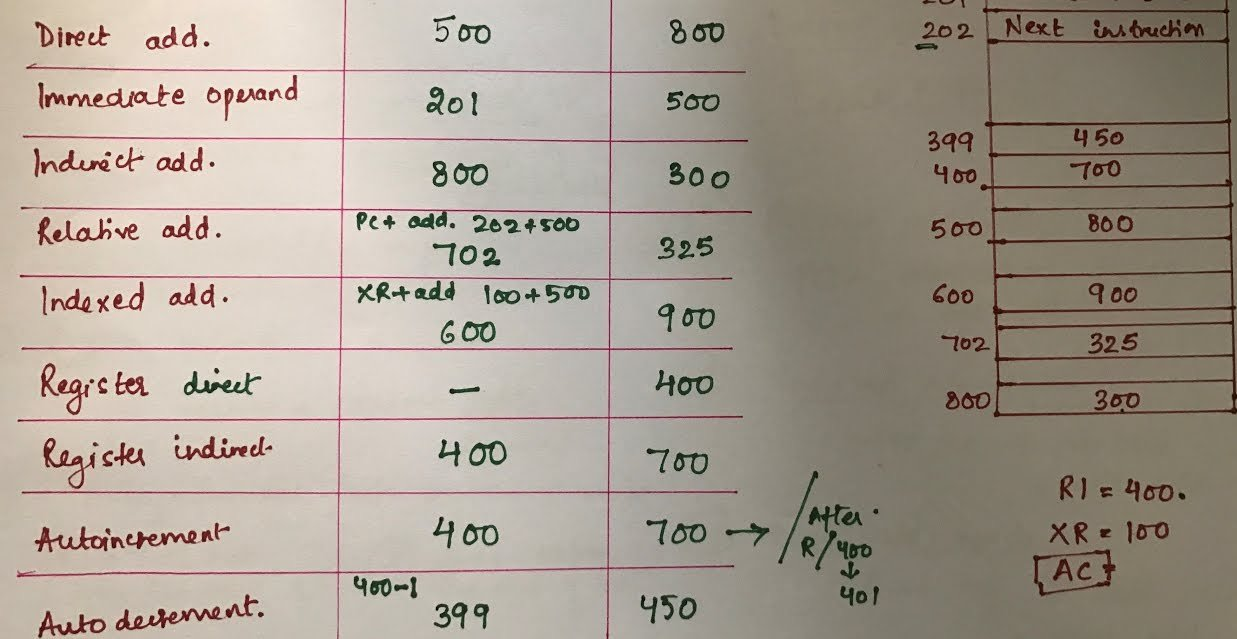 201
Direct add. 500 800
202 Next instruction
Immediate operand 201 500
399 450
Indirect add. 800 300
400 700
Relative add. PC+ add. 202+500
702 325
500 800
Indexed add. XR+add 100+500
600 900
600 900
702 325
Register direct — 400
800 300
Register indirect 400 700
R1 = 400.
Autoincrement 400 700 → After
R1 400
↓
401
XR = 100
AC
Auto decrement. 400-1
399 450